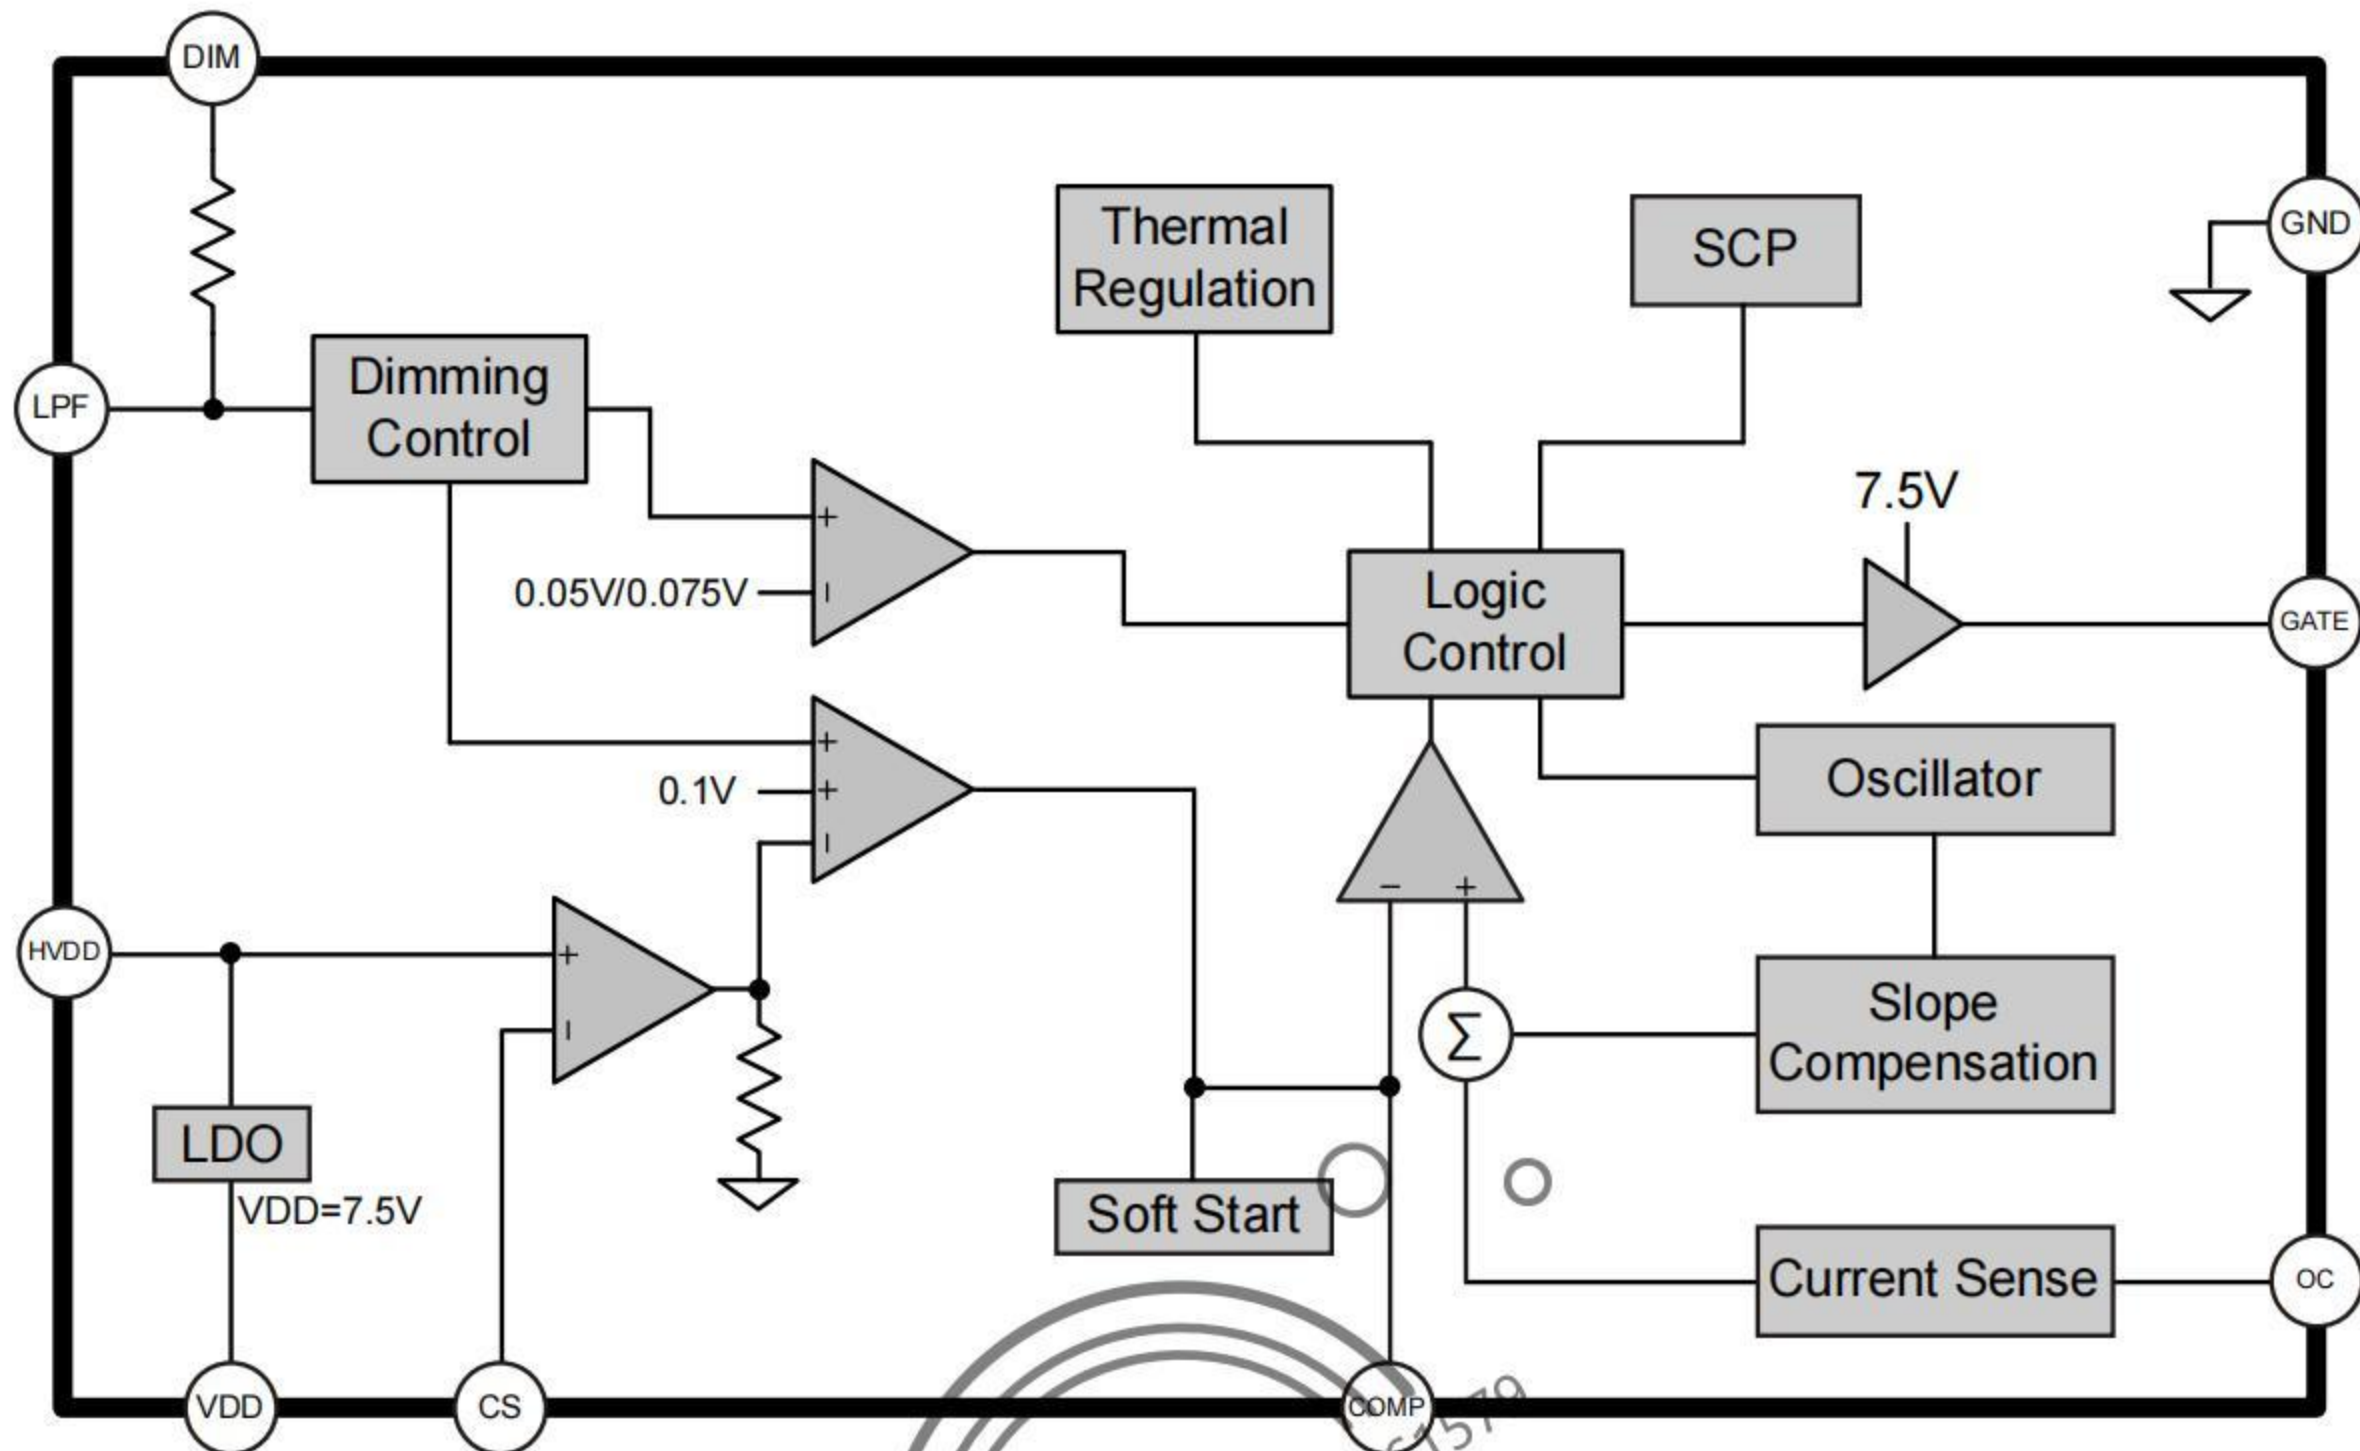 DIM
Thermal
Regulation
SCP
GND
LPF
Dimming
Control
7.5V
+
0.05V/0.075V
Logic
Control
GATE
+
0.1V
+
Oscillator
− +
HVDD
+
Σ
Slope
Compensation
LDO
VDD=7.5V
Soft Start
Current Sense
OC
VDD
CS
COMP